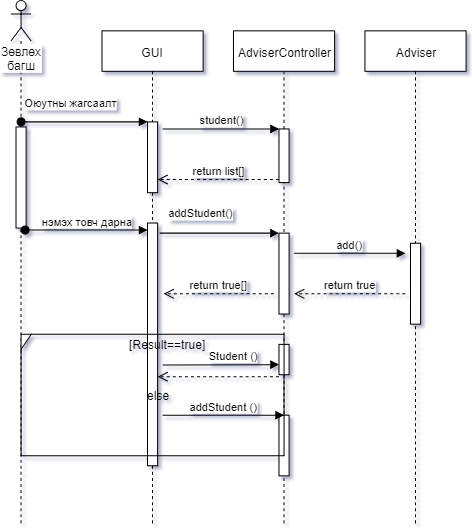 Зөвлөх
багш
GUI
AdviserController
Adviser
Оюутны жагсаалт
student()
return list[]
нэмэх товч дарна
addStudent()
add()
return true[]
return true
[Result==true]
Student ()
else
addStudent ()